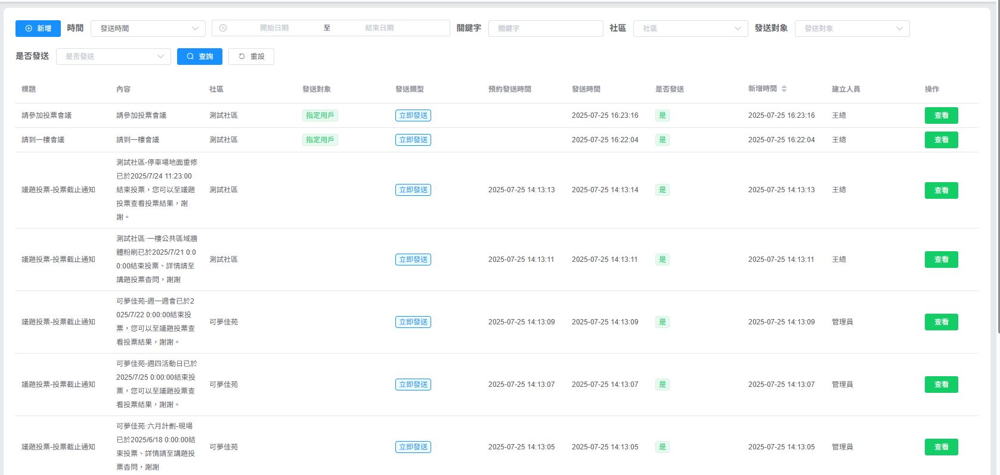 新增 時間 發送時間 開始日期 至 結束日期 關鍵字 關鍵字 社區 社區 發送對象 發送對象
是否發送 是否發送 查詢 重設
標題 內容 社區 發送對象 發送類型 預約發送時間 發送時間 是否發送 新增時間 建立人員 操作
請參加投票會議 請參加投票會議 測試社區 指定用戶 立即發送 2025-07-25 16:23:16 是 2025-07-25 16:23:16 王總 查看
請到一樓會議 請到一樓會議 測試社區 指定用戶 立即發送 2025-07-25 16:22:04 是 2025-07-25 16:22:04 王總 查看
測試社區-停車場地面重修
已於2025/7/24 11:23:00
議題投票-投票截止通知 結束投票，您可以至議題 測試社區 立即發送 2025-07-25 14:13:13 2025-07-25 14:13:14 是 2025-07-25 14:13:13 王總 查看
投票查看投票結果，謝
謝。
測試社區·一樓公共區域牆
體粉刷已於2025/7/21 0:0
議題投票-投票截止通知 測試社區 立即發送 2025-07-25 14:13:11 2025-07-25 14:13:11 是 2025-07-25 14:13:11 王總 查看
0:00結束投票、詳情請至
講題投票杳問，謝謝
可夢佳苑-週一週會已於2
025/7/22 0:00:00結束投
議題投票-投票截止通知 可夢佳苑 立即發送 2025-07-25 14:13:09 2025-07-25 14:13:09 是 2025-07-25 14:13:09 管理員 查看
票，您可以至議題投票查
看投票結果，謝謝。
可夢佳苑-週四活動日已於
2025/7/25 0:00:00結束投
議題投票-投票截止通知 可夢佳苑 立即發送 2025-07-25 14:13:07 2025-07-25 14:13:07 是 2025-07-25 14:13:07 管理員 查看
票，您可以至議題投票查
看投票結果，謝謝。
可夢佳苑·六月計劃-現場
已於2025/6/18 0:00:00結
議題投票-投票截止通知 可夢佳苑 立即發送 2025-07-25 14:13:05 2025-07-25 14:13:05 是 2025-07-25 14:13:05 管理員 查看
束投票、詳情請至講題投
票杳問，謝謝